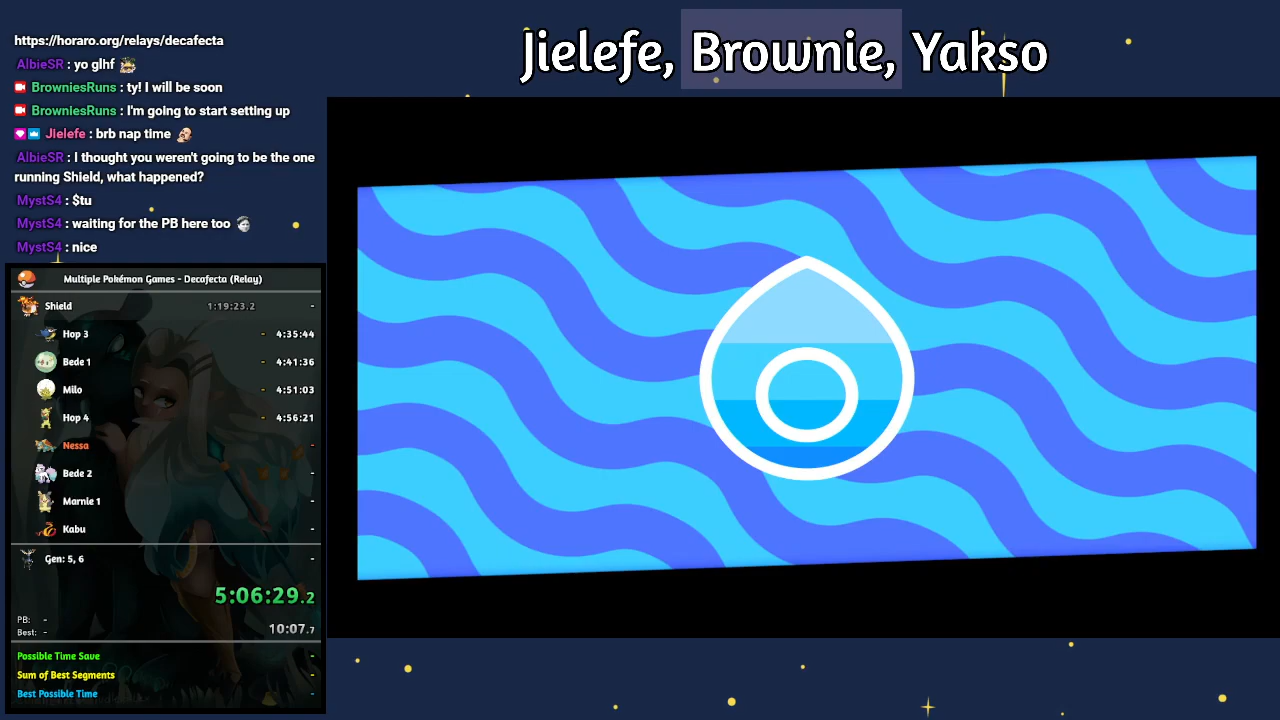 Jielefe, Brownie, Yakso
https://horaro.org/relays/decafecta
AlbieSR : yo glhf
BrowniesRuns : ty! I will be soon
BrowniesRuns : I'm going to start setting up
Jielefe : brb nap time
AlbieSR : I thought you weren't going to be the one
running Shield, what happened?
MystS4 : $tu
MystS4 : waiting for the PB here too
MystS4 : nice
Multiple Pokémon Games - Decafecta (Relay)
Shield 1:19:23.2 -
Hop 3 - 4:35:44
Bede 1 - 4:41:36
Milo - 4:51:03
Hop 4 - 4:56:21
Nessa -
Bede 2 -
Marnie 1 -
Kabu -
Gen: 5, 6 -
5:06:29.2
PB: -
Best: - 10:07.7
Possible Time Save -
Sum of Best Segments -
Best Possible Time -